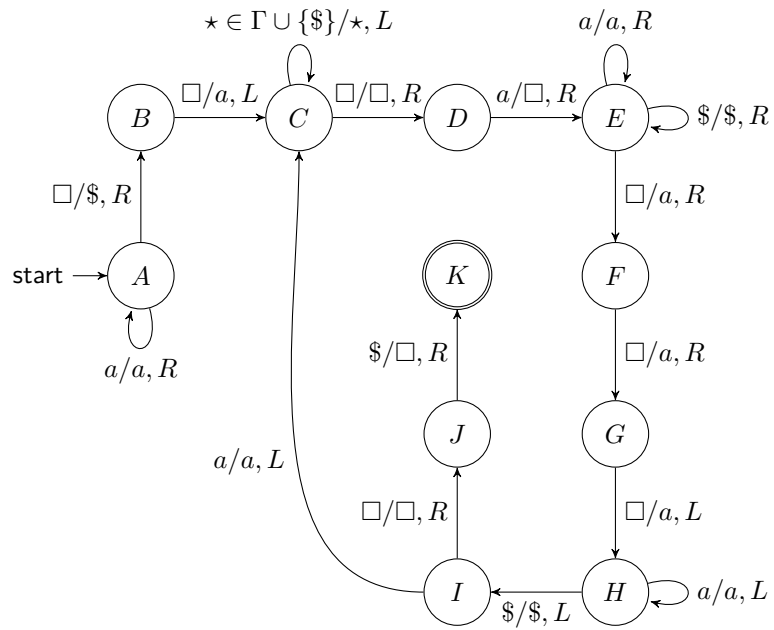 ⋆ ∈ Γ ∪ {$}/⋆, L
a/a, R
B
□/a, L
C
□/□, R
D
a/□, R
E
$/$, R
□/$, R
□/a, R
start
A
K
F
a/a, R
$/□, R
□/a, R
J
G
a/a, L
□/□, R
□/a, L
I
$/$, L
H
a/a, L